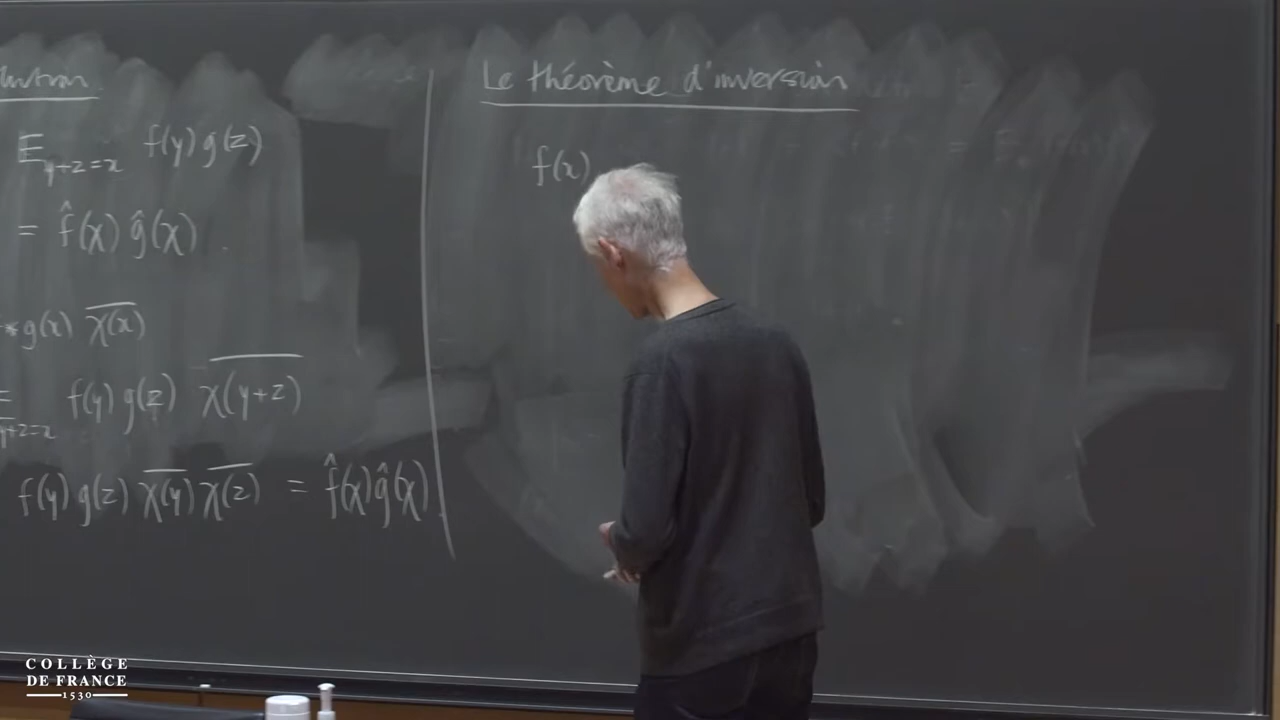 E_{y+z=x} f(y)g(z)
= f̂(χ) ĝ(χ).
*g(x) \overline{χ(x)}
y+z=x f(y)g(z) \overline{χ(y+z)}
f(y)g(z) \overline{χ(y)} \overline{χ(z)} = f̂(χ)ĝ(χ).
Le théorème d'inversion
f(x)
COLLÈGE
DE FRANCE
1530